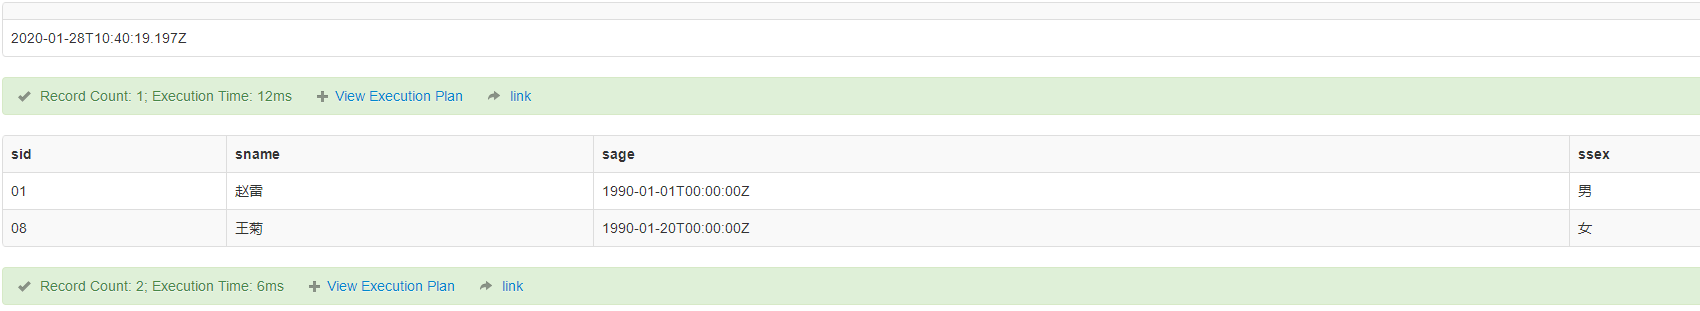 2020-01-28T10:40:19.197Z
Record Count: 1; Execution Time: 12ms View Execution Plan link
sid sname sage ssex
01 赵雷 1990-01-01T00:00:00Z 男
08 王菊 1990-01-20T00:00:00Z 女
Record Count: 2; Execution Time: 6ms View Execution Plan link